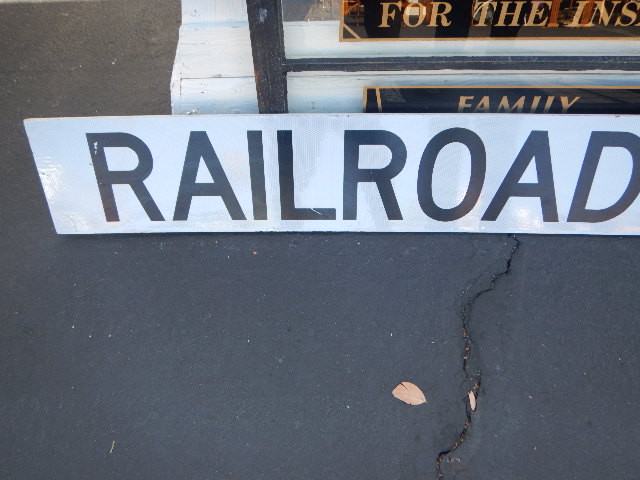 FOR THE INS
FAMILY
RAILROAD